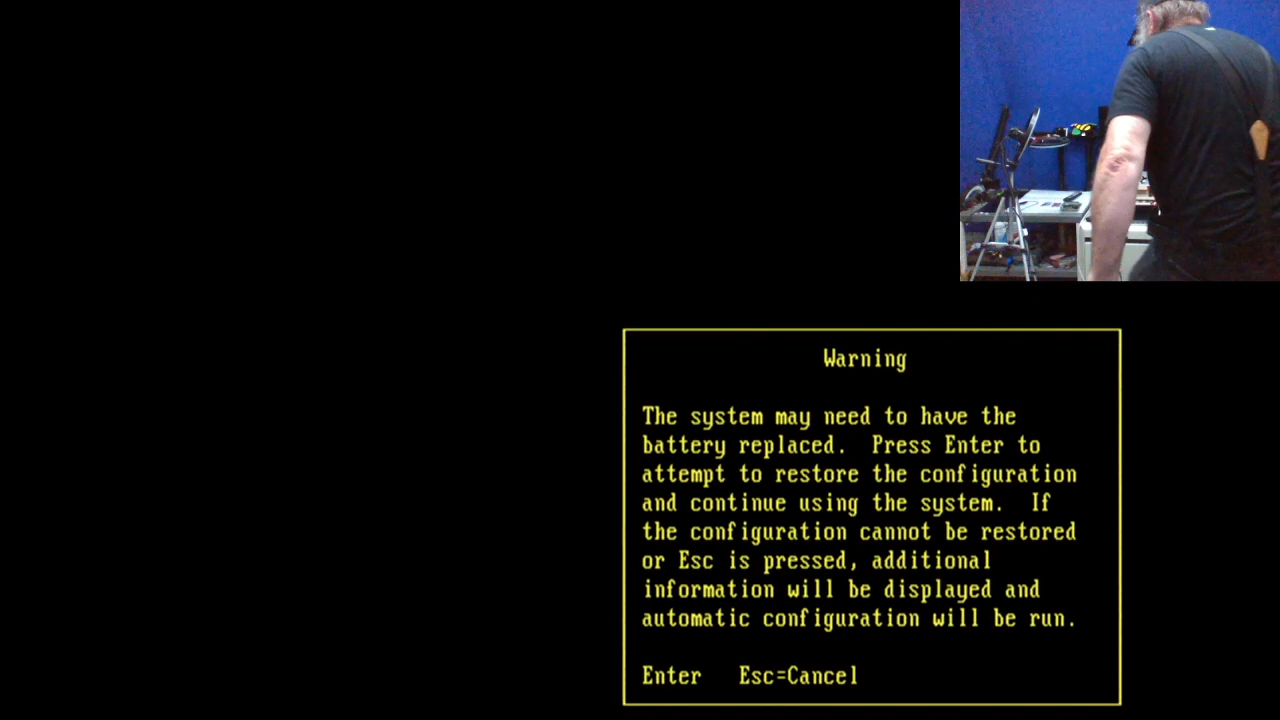 Warning
The system may need to have the
battery replaced.  Press Enter to
attempt to restore the configuration
and continue using the system.  If
the configuration cannot be restored
or Esc is pressed, additional
information will be displayed and
automatic configuration will be run.
Enter   Esc=Cancel